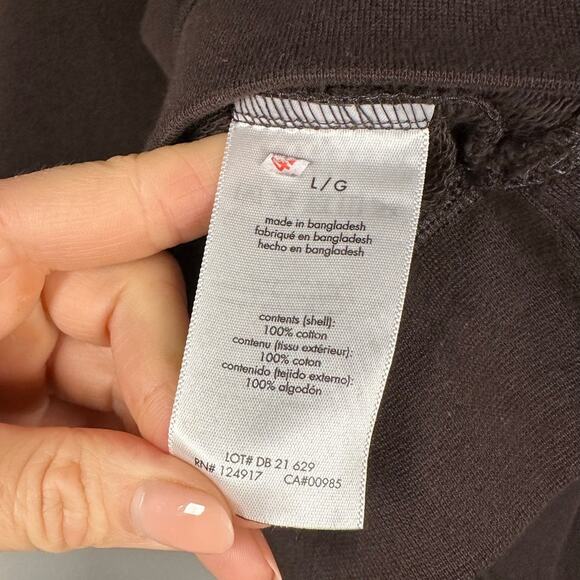 L / G
made in bangladesh
fabriqué en bangladesh
hecho en bangladesh
contents (shell):
100% cotton
contenu (tissu extérieur):
100% coton
contenido (tejido externo):
100% algodón
LOT# DB 21 629
RN# 124917 CA#00985